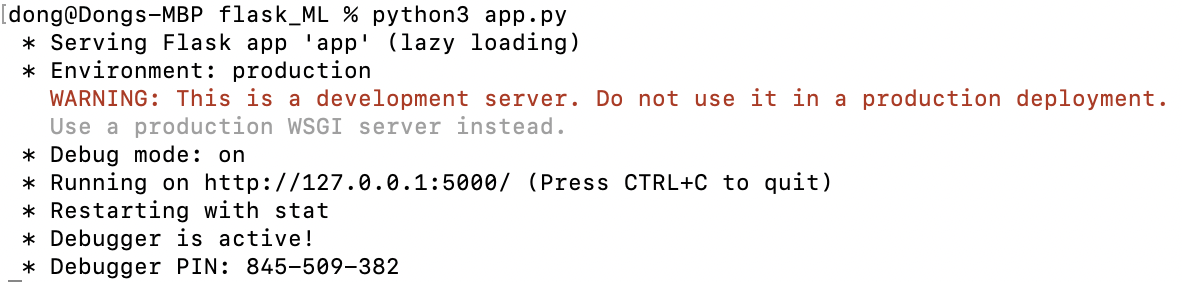 [dong@Dongs-MBP flask_ML % python3 app.py
 * Serving Flask app 'app' (lazy loading)
 * Environment: production
   WARNING: This is a development server. Do not use it in a production deployment.
   Use a production WSGI server instead.
 * Debug mode: on
 * Running on http://127.0.0.1:5000/ (Press CTRL+C to quit)
 * Restarting with stat
 * Debugger is active!
 * Debugger PIN: 845-509-382